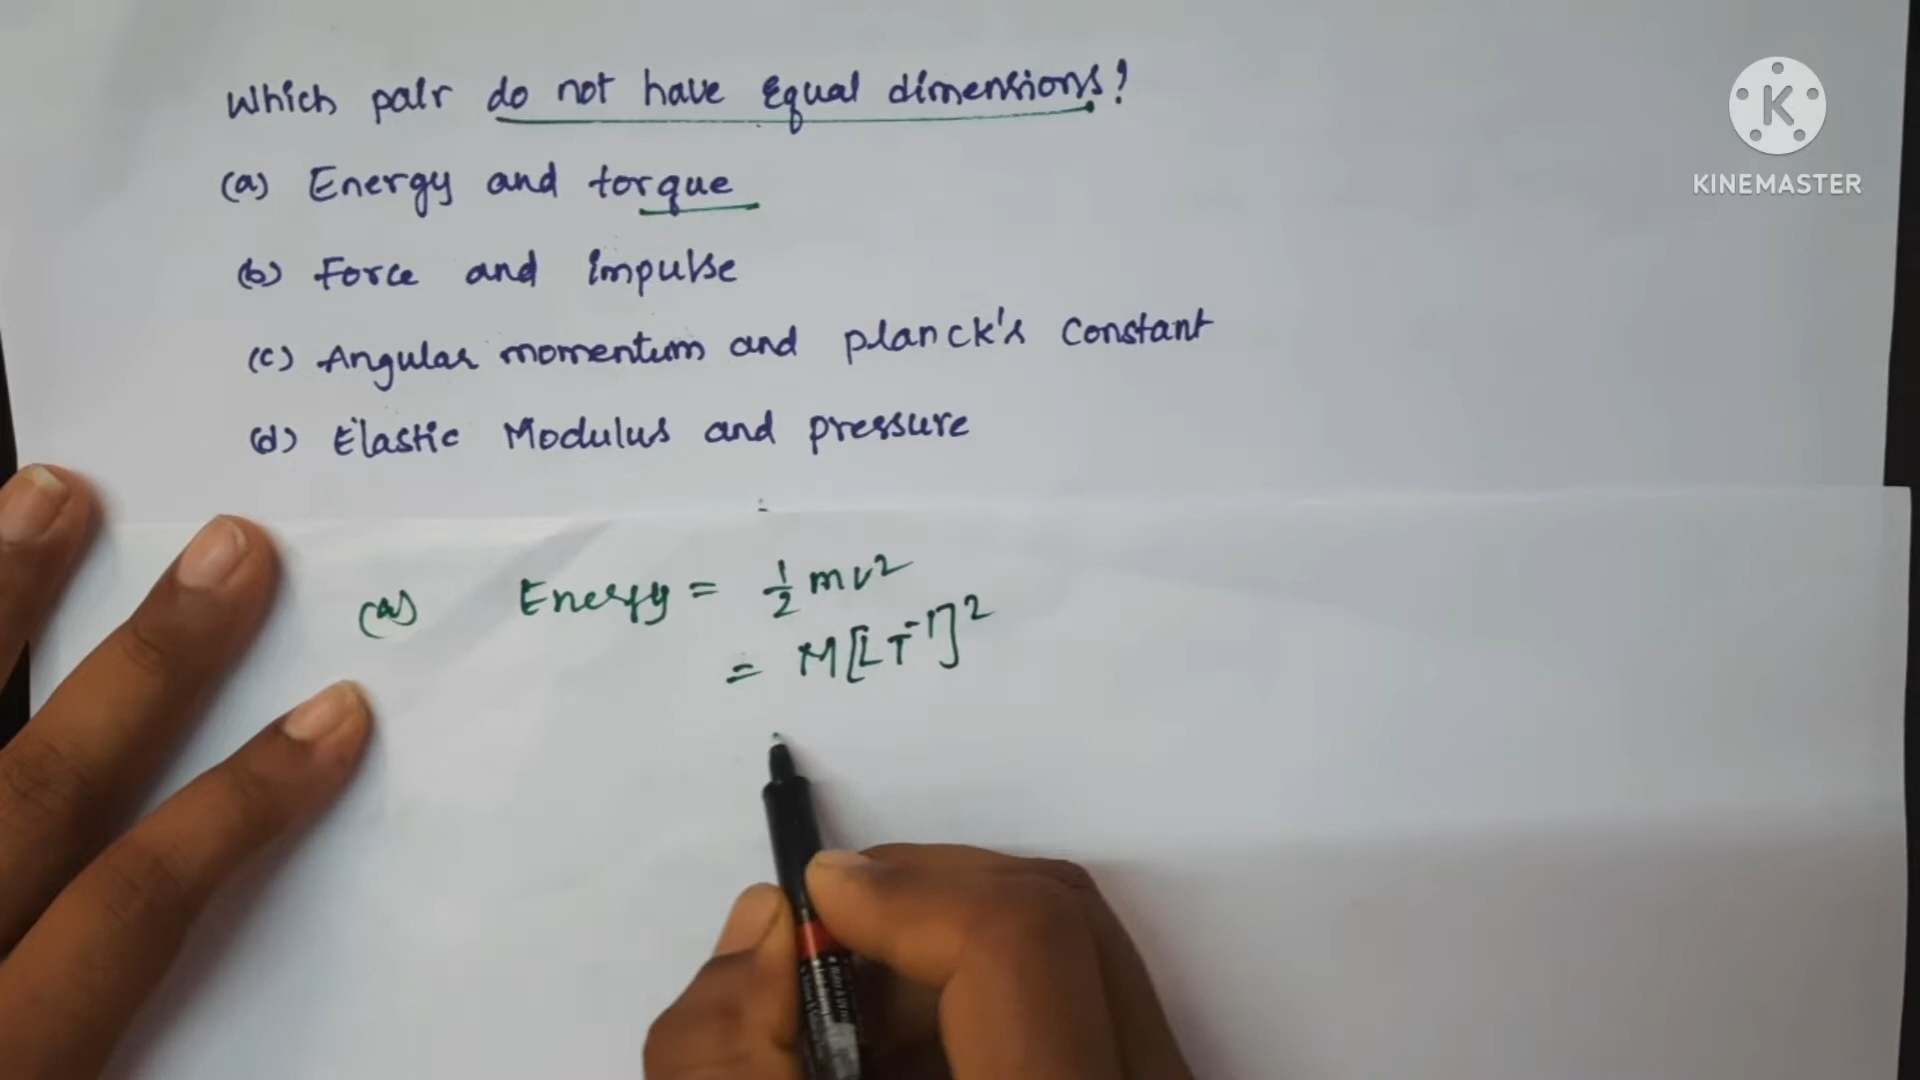 Which pair do not have Equal dimensions?
(a) Energy and torque
(b) Force and impulse
(c) Angular momentum and planck's constant
(d) Elastic Modulus and pressure
(a) Energy = 1/2 mv²
= M[LT⁻¹]²
K
KINEMASTER